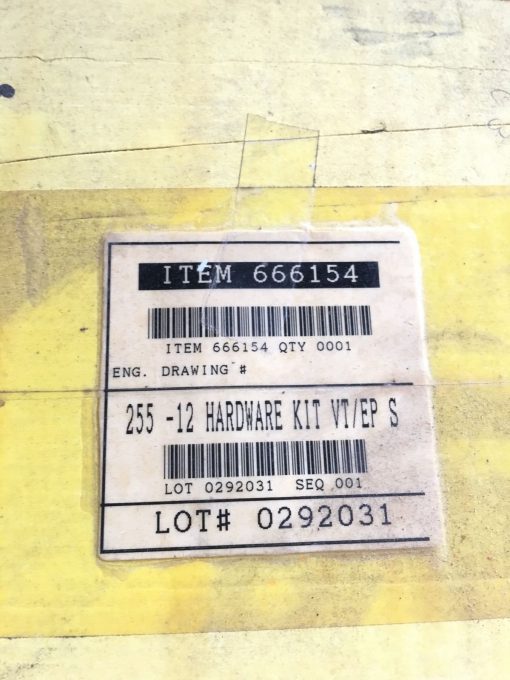 ITEM 666154
ITEM 666154 QTY 0001
ENG. DRAWING #
255 -12 HARDWARE KIT VT/EP S
LOT 0292031 SEQ 001
LOT# 0292031